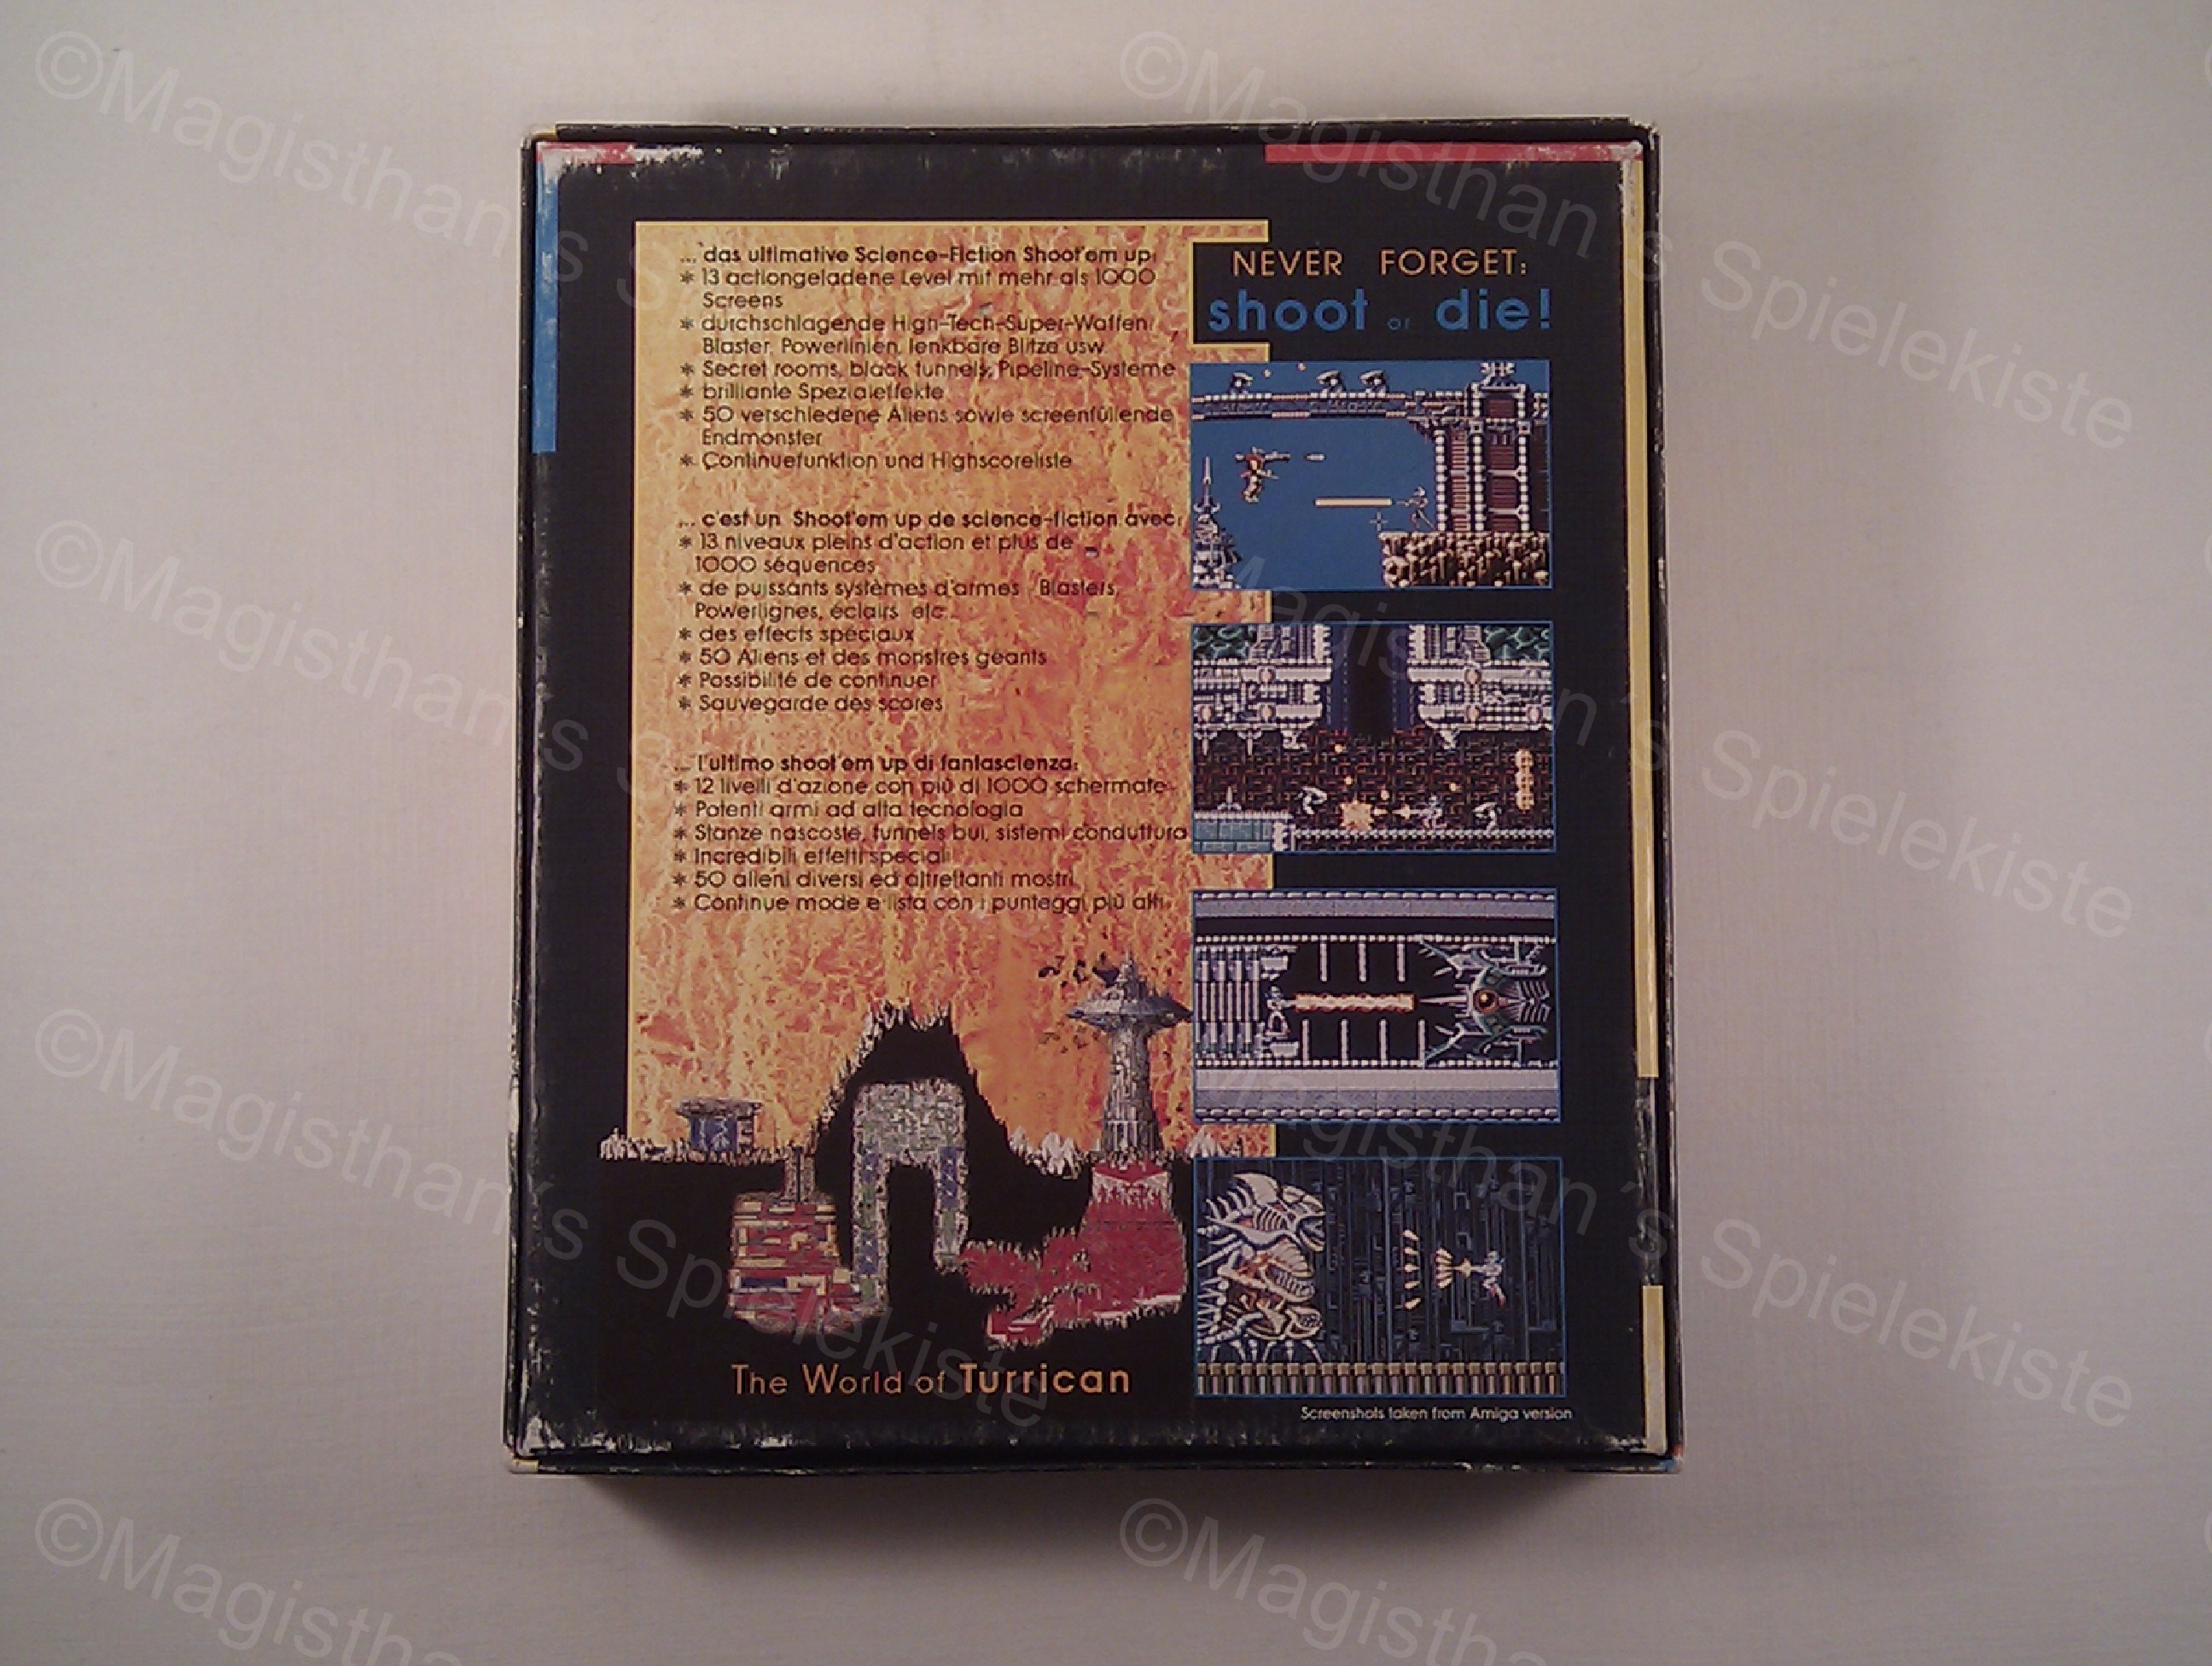 ... das ultimative Science-Fiction Shoot'em up:
* 13 actiongeladene Level mit mehr als 1000
Screens
* durchschlagende High-Tech-Super-Waffen:
Blaster, Powerlinien, lenkbare Blitze usw.
* Secret rooms, black tunnels, Pipeline-Systeme
* brillante Spezialeffekte
* 50 verschiedene Aliens sowie screenfüllende
Endmonster
* Continuefunktion und Highscoreliste
... c'est un Shoot'em up de science-fiction avec:
* 13 niveaux pleins d'action et plus de
1000 séquences
* de puissants systèmes d'armes: Blasters,
Powerlignes, éclairs etc...
* des effects spéciaux
* 50 Aliens et des monstres géants
* Possibilité de continuer
* Sauvegarde des scores
... l'ultimo shoot'em up di fantascienza:
* 12 livelli d'azione con più di 1000 schermate
* Potenti armi ad alta tecnologia
* Stanze nascoste, tunnels bui, sistemi conduttura
* Incredibili effetti speciali
* 50 alieni diversi ed altrettanti mostri
* Continue mode e lista con i punteggi più alti
NEVER FORGET:
shoot or die!
The World of Turrican
Screenshots taken from Amiga version
©Magisthan's Spielekiste
©Magisthan's Spielekiste
©Magisthan's Spielekiste
©Magisthan's Spielekiste
©Magisthan's Spielekiste
©Magisthan's Spielekiste
©Magistha
©Magisthan